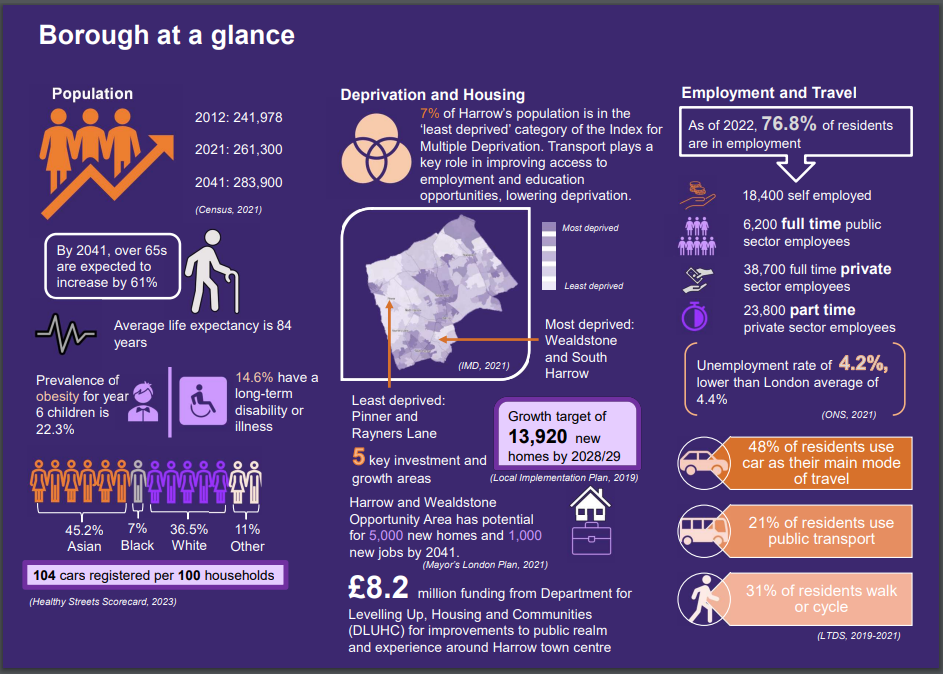 Borough at a glance
Population
2012: 241,978
2021: 261,300
2041: 283,900
(Census, 2021)
By 2041, over 65s
are expected to
increase by 61%
Average life expectancy is 84
years
Prevalence of
obesity for year
6 children is
22.3%
14.6% have a
long-term
disability or
illness
45.2%
Asian
7%
Black
36.5%
White
11%
Other
104 cars registered per 100 households
(Healthy Streets Scorecard, 2023)
Deprivation and Housing
7% of Harrow's population is in the
'least deprived' category of the Index for
Multiple Deprivation. Transport plays a
key role in improving access to
employment and education
opportunities, lowering deprivation.
Most deprived
Least deprived
(IMD, 2021)
Most deprived:
Wealdstone
and South
Harrow
Least deprived:
Pinner and
Rayners Lane
5 key investment and
growth areas
Growth target of
13,920 new
homes by 2028/29
(Local Implementation Plan, 2019)
Harrow and Wealdstone
Opportunity Area has potential
for 5,000 new homes and 1,000
new jobs by 2041.
(Mayor's London Plan, 2021)
£8.2 million funding from Department for
Levelling Up, Housing and Communities
(DLUHC) for improvements to public realm
and experience around Harrow town centre
Employment and Travel
As of 2022, 76.8% of residents
are in employment
18,400 self employed
6,200 full time public
sector employees
38,700 full time private
sector employees
23,800 part time
private sector employees
Unemployment rate of 4.2%,
lower than London average of
4.4%
(ONS, 2021)
48% of residents use
car as their main mode
of travel
21% of residents use
public transport
31% of residents walk
or cycle
(LTDS, 2019-2021)